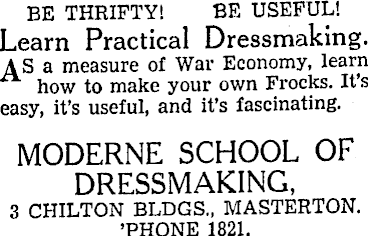 BE THRIFTY! BE USEFUL!
Learn Practical Dressmaking.
AS a measure of War Economy, learn
how to make your own Frocks. It's
easy, it's useful, and it's fascinating.
MODERNE SCHOOL OF
DRESSMAKING,
3 CHILTON BLDGS., MASTERTON.
'PHONE 1821.